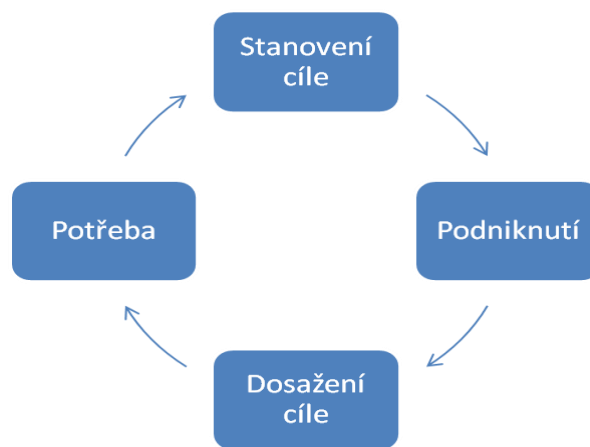 Stanovení
cíle
Potřeba
Podniknutí
Dosažení
cíle